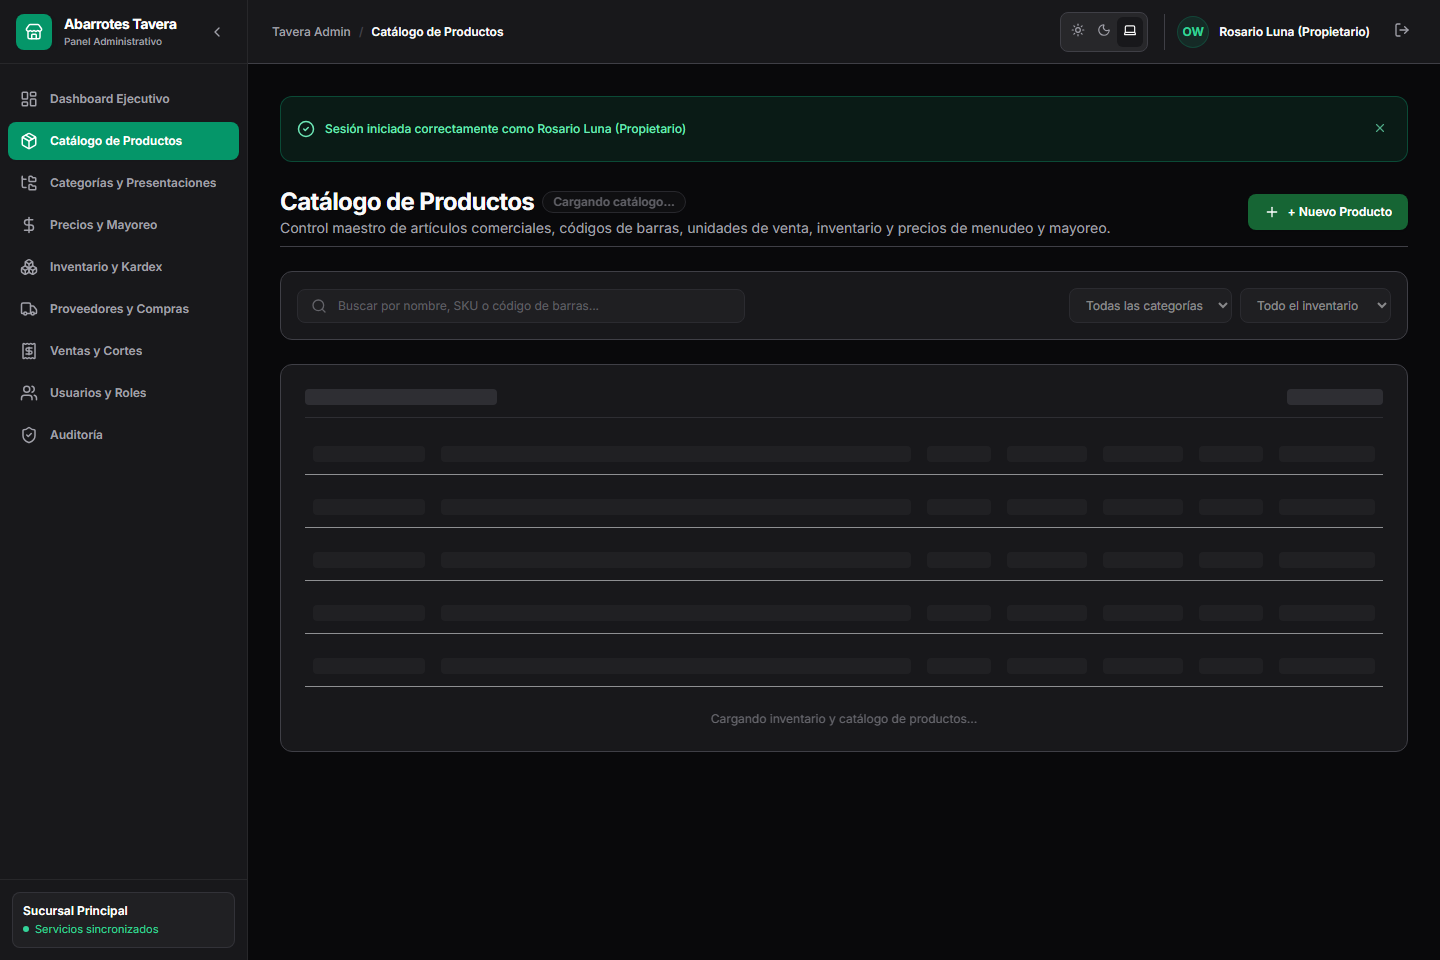 Abarrotes Tavera
Panel Administrativo
Tavera Admin / Catálogo de Productos
OW
Rosario Luna (Propietario)
Dashboard Ejecutivo
Catálogo de Productos
Categorías y Presentaciones
Precios y Mayoreo
Inventario y Kardex
Proveedores y Compras
Ventas y Cortes
Usuarios y Roles
Auditoría
Sucursal Principal
Servicios sincronizados
Sesión iniciada correctamente como Rosario Luna (Propietario)
Catálogo de Productos
Cargando catálogo...
Control maestro de artículos comerciales, códigos de barras, unidades de venta, inventario y precios de menudeo y mayoreo.
+ Nuevo Producto
Buscar por nombre, SKU o código de barras...
Todas las categorías
Todo el inventario
Cargando inventario y catálogo de productos...